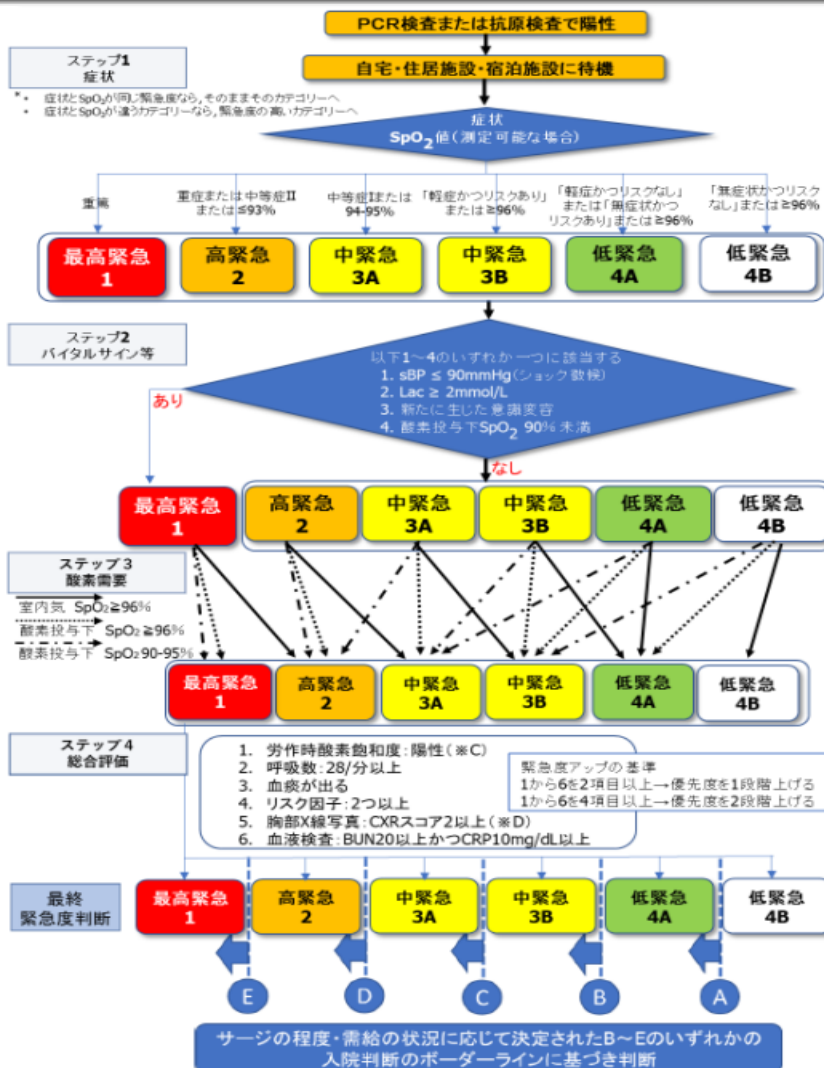 PCR検査または抗原検査で陽性
自宅・住居施設・宿泊施設に待機
ステップ1
症状
*・ 症状とSpO₂が同じ緊急度なら,そのままそのカテゴリーへ
・ 症状とSpO₂が違うカテゴリーなら,緊急度の高いカテゴリーへ
症状
SpO₂値(測定可能な場合)
重篤
重症または中等症II
または≦93%
中等症Iまたは
94-95%
「軽症かつリスクあり」
または≧96%
「軽症かつリスクなし」
または「無症状かつ
リスクあり」または≧96%
「無症状かつリスク
なし」または≧96%
最高緊急
1
高緊急
2
中緊急
3A
中緊急
3B
低緊急
4A
低緊急
4B
ステップ2
バイタルサイン等
以下1～4のいずれか一つに該当する
1. sBP ≤ 90mmHg(ショック徴候)
2. Lac ≥ 2mmol/L
3. 新たに生じた意識変容
4. 酸素投与下SpO₂ 90%未満
あり
なし
最高緊急
1
高緊急
2
中緊急
3A
中緊急
3B
低緊急
4A
低緊急
4B
ステップ3
酸素需要
室内気 SpO₂≧96%
酸素投与下 SpO₂≧96%
酸素投与下 SpO₂90-95%
最高緊急
1
高緊急
2
中緊急
3A
中緊急
3B
低緊急
4A
低緊急
4B
ステップ4
総合評価
1. 労作時酸素飽和度:陽性(※C)
2. 呼吸数:28/分以上
3. 血痰が出る
4. リスク因子:2つ以上
5. 胸部X線写真:CXRスコア2以上(※D)
6. 血液検査:BUN20以上かつCRP10mg/dL以上
緊急度アップの基準
1から6を2項目以上→優先度を1段階上げる
1から6を4項目以上→優先度を2段階上げる
最終
緊急度判断
最高緊急
1
高緊急
2
中緊急
3A
中緊急
3B
低緊急
4A
低緊急
4B
E
D
C
B
A
サージの程度・需給の状況に応じて決定されたB～Eのいずれかの
入院判断のボーダーラインに基づき判断